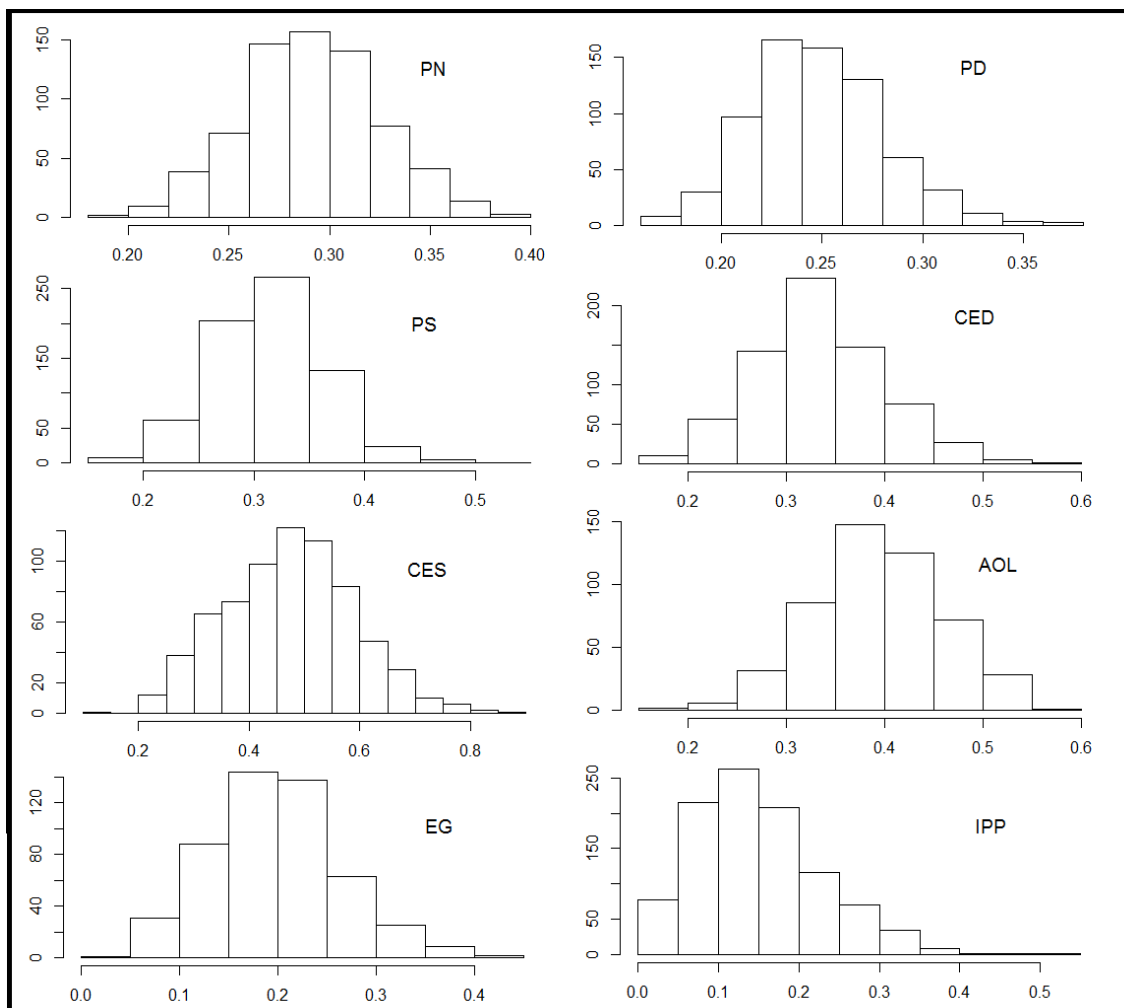 PN
0 50 100 150
0.20 0.25 0.30 0.35 0.40
PD
0 50 100 150
0.20 0.25 0.30 0.35
PS
0 50 150 250
0.2 0.3 0.4 0.5
CED
0 50 100 200
0.2 0.3 0.4 0.5 0.6
CES
0 20 60 100
0.2 0.4 0.6 0.8
AOL
0 50 100 150
0.2 0.3 0.4 0.5 0.6
EG
0 40 80 120
0.0 0.1 0.2 0.3 0.4
IPP
0 50 150 250
0.0 0.1 0.2 0.3 0.4 0.5